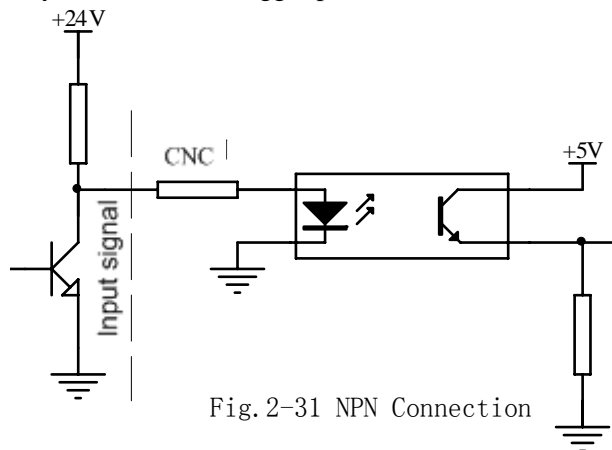 +24V
CNC
+5V
Input signal
Fig.2-31 NPN Connection